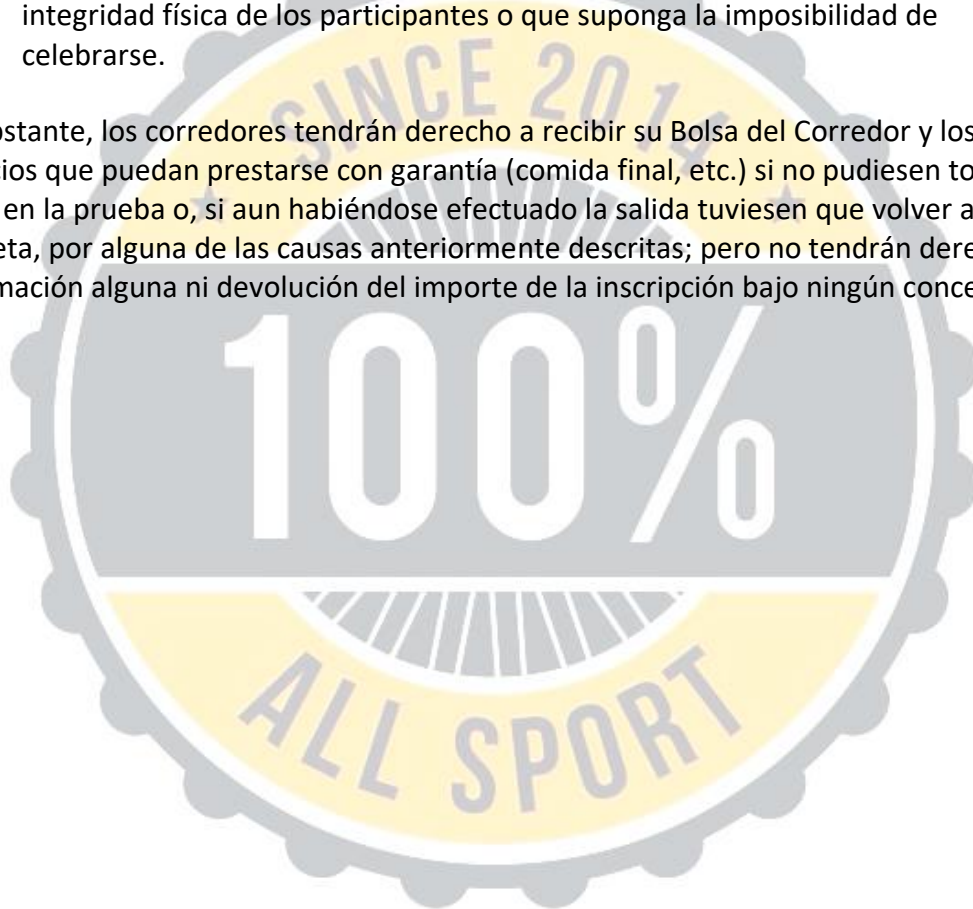 integridad física de los participantes o que suponga la imposibilidad de
celebrarse.
SINCE 2014
ostante, los corredores tendrán derecho a recibir su Bolsa del Corredor y los
cios que puedan prestarse con garantía (comida final, etc.) si no pudiesen to
en la prueba o, si aun habiéndose efectuado la salida tuviesen que volver a
eta, por alguna de las causas anteriormente descritas; pero no tendrán dere
mación alguna ni devolución del importe de la inscripción bajo ningún conce
100%
ALL SPORT